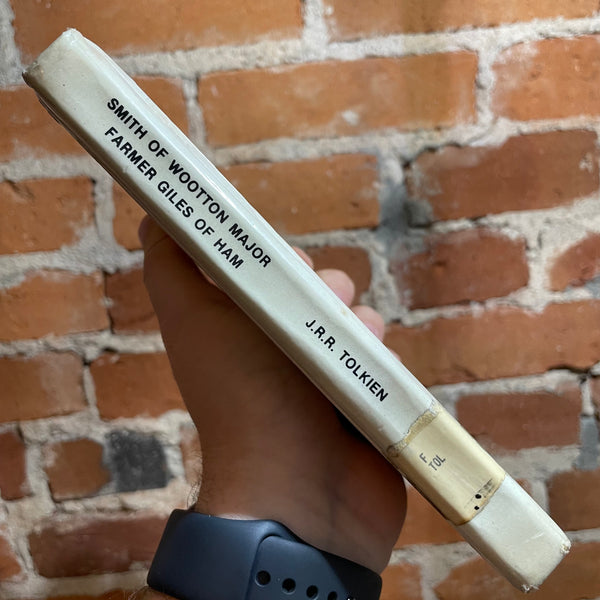 SMITH OF WOOTTON MAJOR
FARMER GILES OF HAM
J.R.R. TOLKIEN
F
TOL